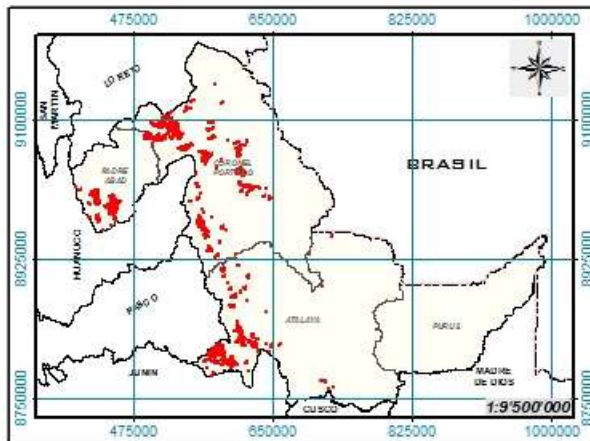 475000 650000 825000 1000000
LORETO
SAN
MARTIN
9100000
9100000
BRASIL
PADRE
ABAD
CORONEL
PORTILLO
HUANUCO
8925000
8925000
PASCO
ATALAYA
PURUS
JUNIN
MADRE
DE DIOS
CUSCO
1:9'500'000
8750000
8750000
475000 650000 825000 1000000